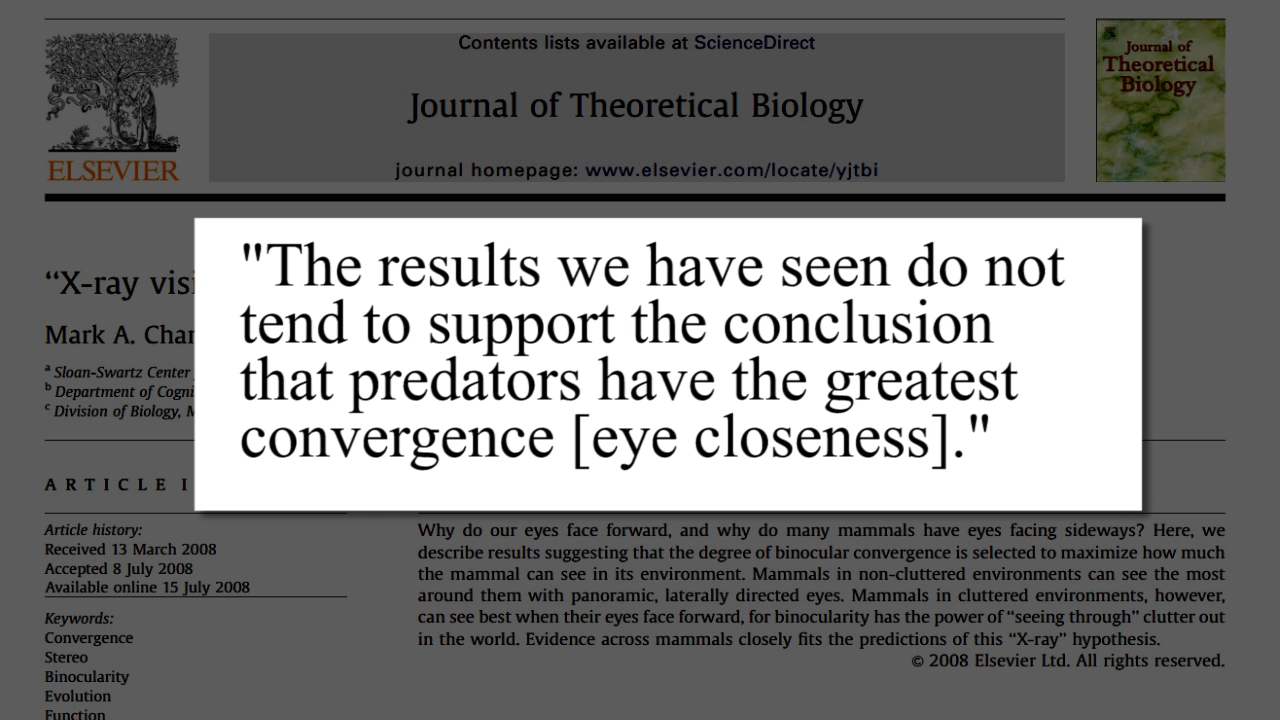 Contents lists available at ScienceDirect
Journal of Theoretical Biology
journal homepage: www.elsevier.com/locate/yjtbi
ELSEVIER
Journal of
Theoretical
Biology
"The results we have seen do not
tend to support the conclusion
that predators have the greatest
convergence [eye closeness]."
“X-ray
Mark A.
a Sloan-Swartz Center
b Department of
c Division of Biology,
ARTICLE
Article history:
Received 13 March 2008
Accepted 8 July 2008
Available online 15 July 2008
Keywords:
Convergence
Stereo
Binocularity
Evolution
Function
Why do our eyes face forward, and why do many mammals have eyes facing sideways? Here, we
describe results suggesting that the degree of binocular convergence is selected to maximize how much
the mammal can see in its environment. Mammals in non-cluttered environments can see the most
around them with panoramic, laterally directed eyes. Mammals in cluttered environments, however,
can see best when their eyes face forward, for binocularity has the power of “seeing through” clutter out
in the world. Evidence across mammals closely fits the predictions of this “X-ray” hypothesis.
© 2008 Elsevier Ltd. All rights reserved.